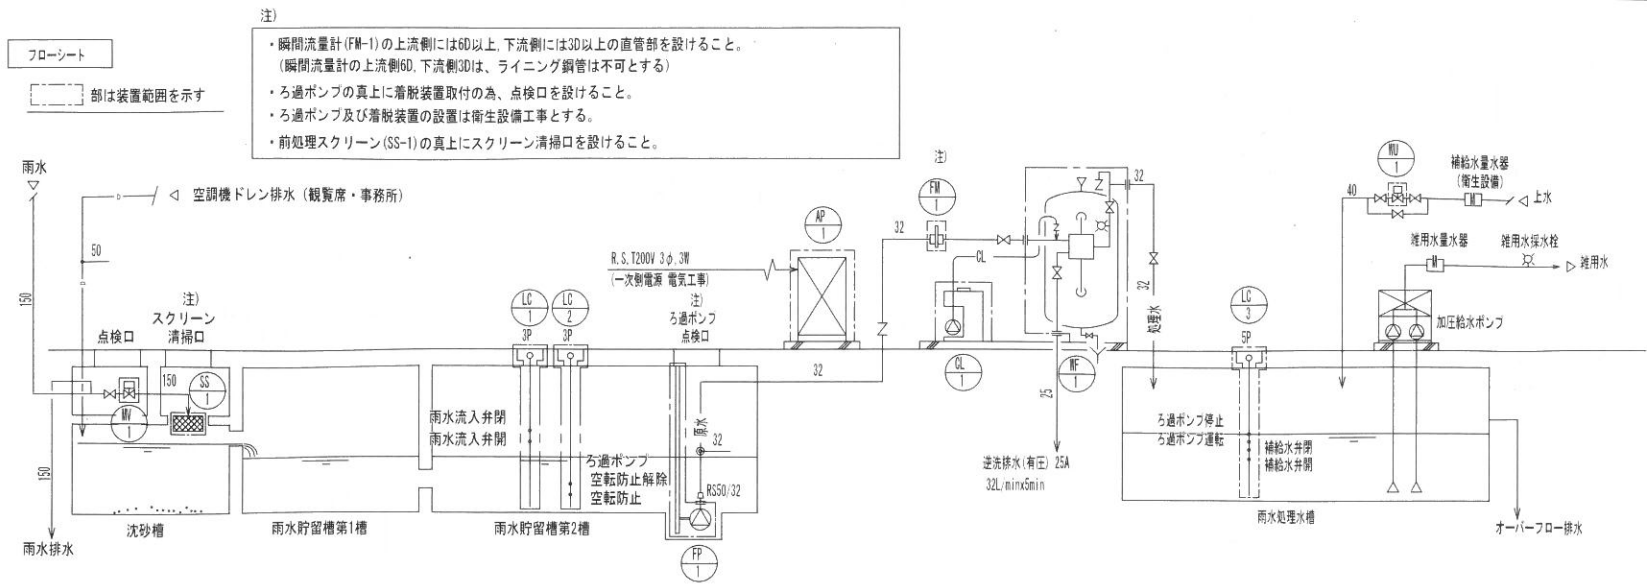 フローシート
部は装置範囲を示す
注)
・瞬間流量計(FM-1)の上流側には6D以上,下流側には3D以上の直管部を設けること。
(瞬間流量計の上流側6D,下流側3Dは、ライニング鋼管は不可とする)
・ろ過ポンプの真上に着脱装置取付の為、点検口を設けること。
・ろ過ポンプ及び着脱装置の設置は衛生設備工事とする。
・前処理スクリーン(SS-1)の真上にスクリーン清掃口を設けること。
雨水
空調機ドレン排水(観覧席・事務所)
50
150
点検口
注)
スクリーン
清掃口
150
SS
1
MV
1
150
雨水排水
沈砂槽
雨水貯留槽第1槽
LC
1
3P
LC
2
3P
雨水流入弁閉
雨水流入弁開
ろ過ポンプ
空転防止解除
空転防止
雨水貯留槽第2槽
R.S.T200V 3φ,3W
(一次側電源 電気工事)
注)
ろ過ポンプ
点検口
原水
32
RS50/32
FP
1
AP
1
32
32
注)
FM
1
CL
CL
1
32
MF
1
25
逆洗排水(有圧) 25A
32L/minx5min
32
処理水
LC
3
5P
ろ過ポンプ停止
ろ過ポンプ運転
補給水弁閉
補給水弁開
雨水処理水槽
WU
1
40
補給水量水器
(衛生設備)
M
上水
雑用水量水器
M
雑用水採水栓
雑用水
加圧給水ポンプ
オーバーフロー排水